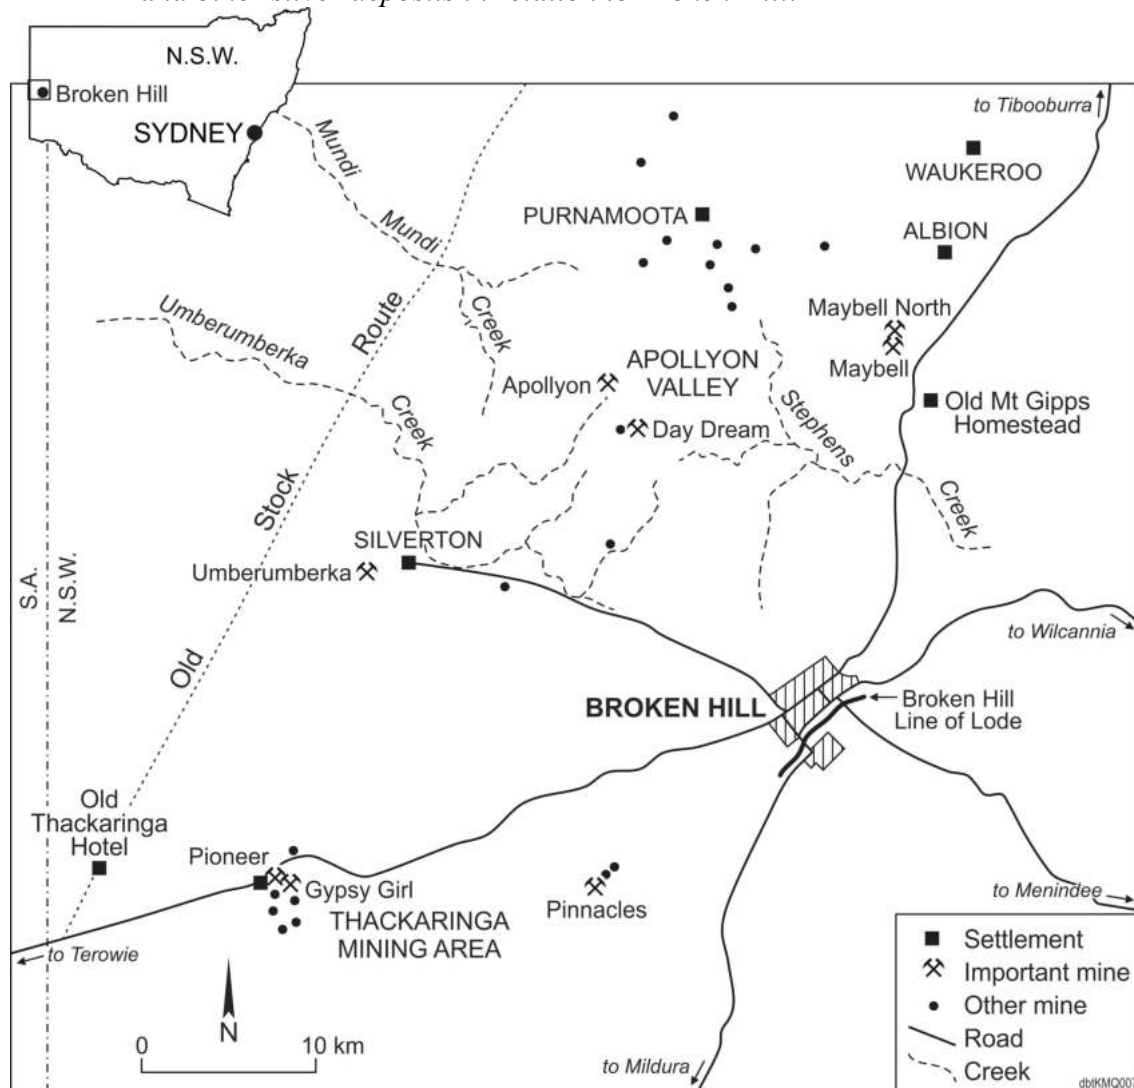 N.S.W.
Broken Hill
SYDNEY
to Tibooburra
WAUKEROO
Mundi
Mundi
Creek
PURNAMOOTA
ALBION
Umberumberka
Creek
Route
Stock
Old
Maybell North
Maybell
APOLLYON
VALLEY
Apollyon
Day Dream
Stephens
Creek
Old Mt Gipps
Homestead
SILVERTON
Umberumberka
S.A.
N.S.W.
to Wilcannia
BROKEN HILL
Broken Hill
Line of Lode
Old
Thackaringa
Hotel
Pioneer
Gypsy Girl
THACKARINGA
MINING AREA
Pinnacles
to Menindee
to Terowie
N
0 10 km
to Mildura
Settlement
Important mine
Other mine
Road
Creek